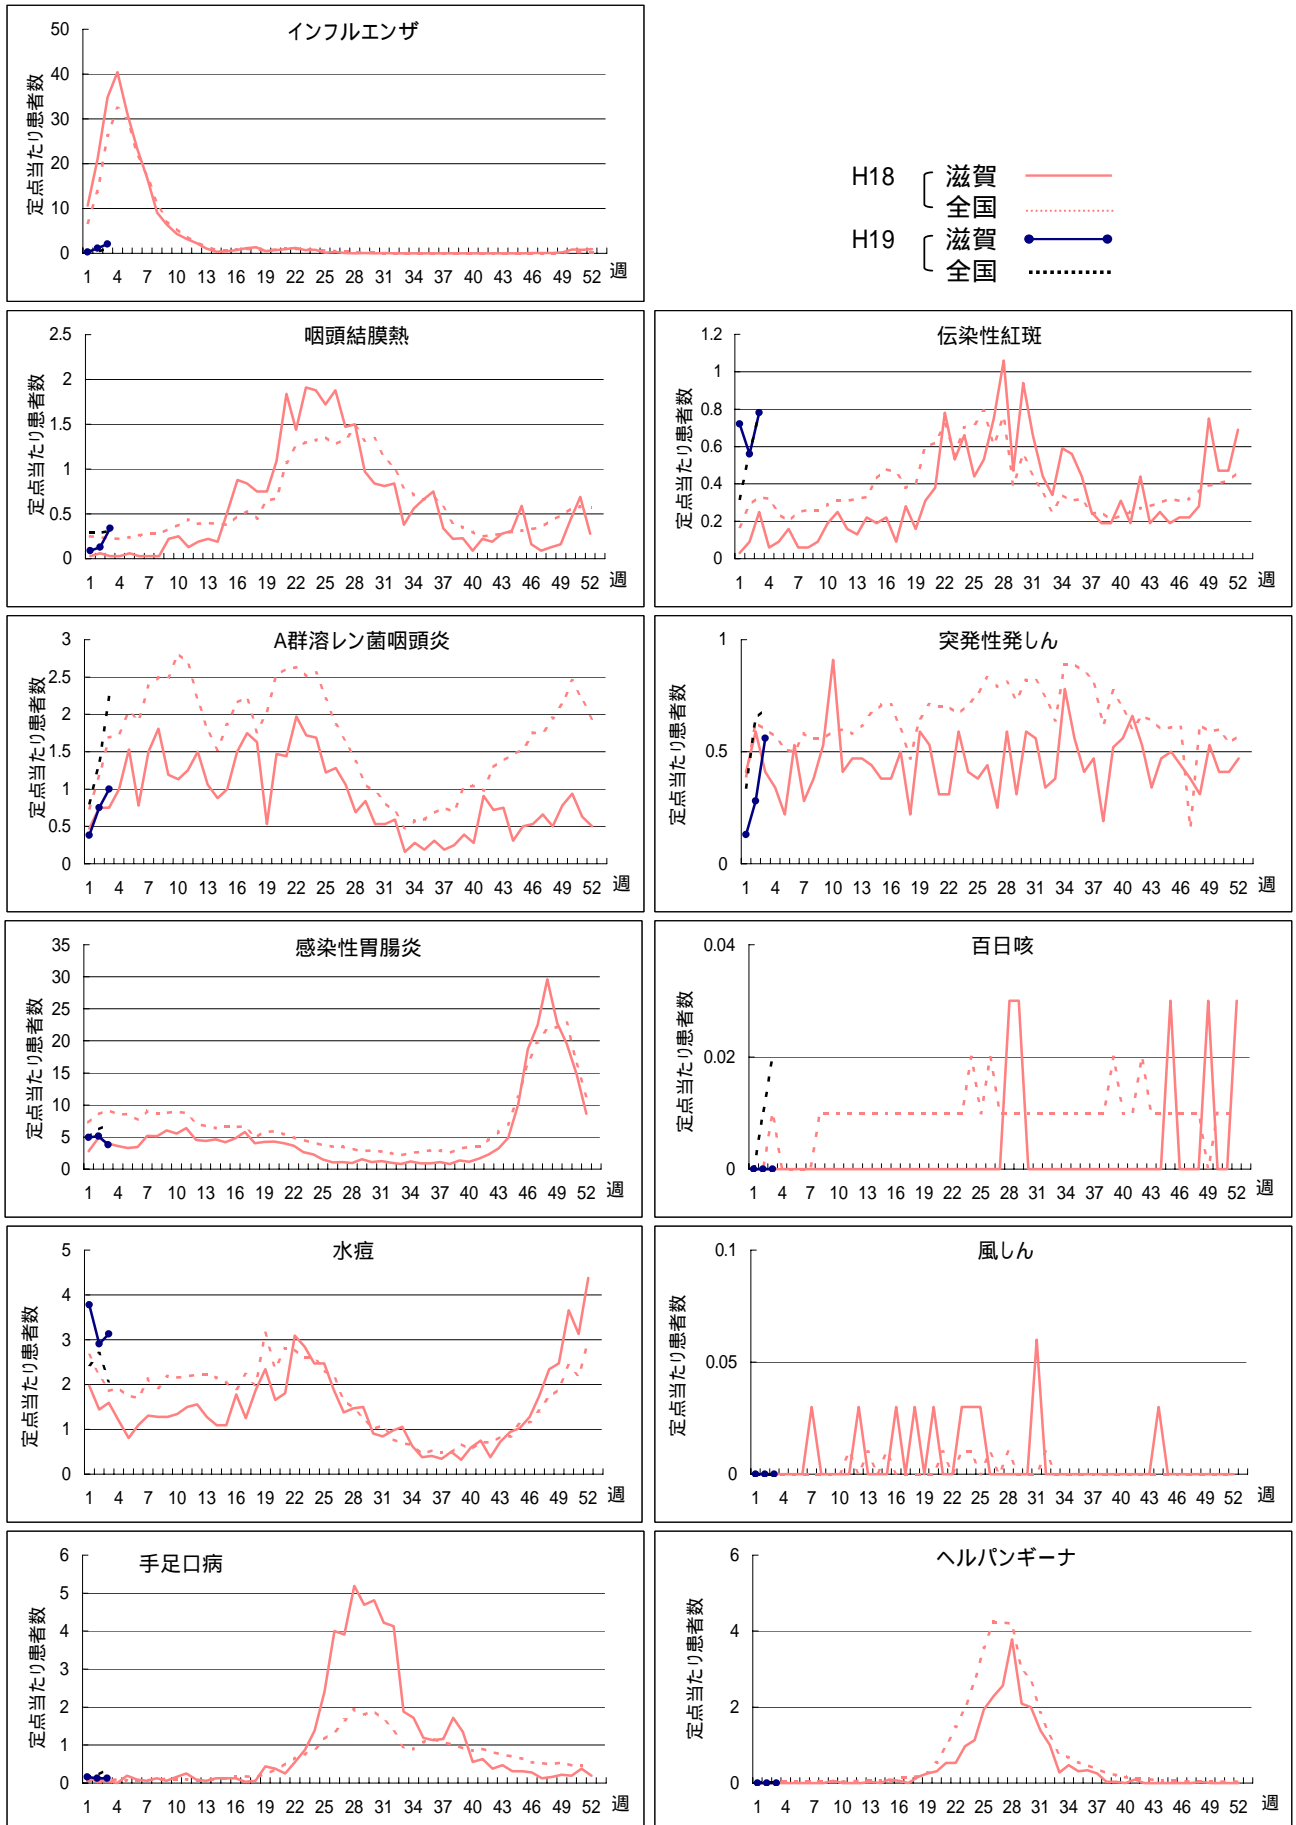 インフルエンザ
定点当たり患者数
50
40
30
20
10
0
1 4 7 10 13 16 19 22 25 28 31 34 37 40 43 46 49 52 週
H18 滋賀
全国
H19 滋賀
全国
咽頭結膜熱
定点当たり患者数
2.5
2
1.5
1
0.5
0
1 4 7 10 13 16 19 22 25 28 31 34 37 40 43 46 49 52 週
伝染性紅斑
定点当たり患者数
1.2
1
0.8
0.6
0.4
0.2
0
1 4 7 10 13 16 19 22 25 28 31 34 37 40 43 46 49 52 週
A群溶レン菌咽頭炎
定点当たり患者数
3
2.5
2
1.5
1
0.5
0
1 4 7 10 13 16 19 22 25 28 31 34 37 40 43 46 49 52 週
突発性発しん
定点当たり患者数
1
0.5
0
1 4 7 10 13 16 19 22 25 28 31 34 37 40 43 46 49 52 週
感染性胃腸炎
定点当たり患者数
35
30
25
20
15
10
5
0
1 4 7 10 13 16 19 22 25 28 31 34 37 40 43 46 49 52 週
百日咳
定点当たり患者数
0.04
0.02
0
1 4 7 10 13 16 19 22 25 28 31 34 37 40 43 46 49 52 週
水痘
定点当たり患者数
5
4
3
2
1
0
1 4 7 10 13 16 19 22 25 28 31 34 37 40 43 46 49 52 週
風しん
定点当たり患者数
0.1
0.05
0
1 4 7 10 13 16 19 22 25 28 31 34 37 40 43 46 49 52 週
手足口病
定点当たり患者数
6
5
4
3
2
1
0
1 4 7 10 13 16 19 22 25 28 31 34 37 40 43 46 49 52 週
ヘルパンギーナ
定点当たり患者数
6
4
2
0
1 4 7 10 13 16 19 22 25 28 31 34 37 40 43 46 49 52 週